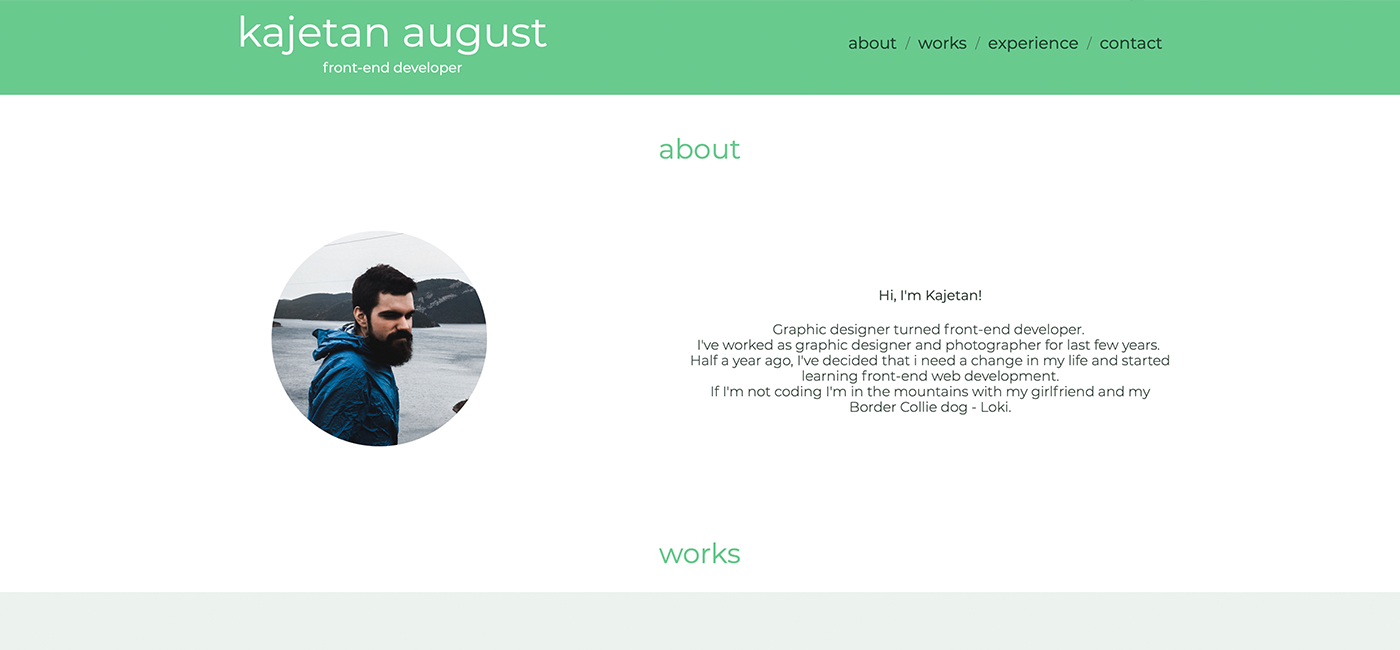 kajetan august
front-end developer
about / works / experience / contact
about
Hi, I'm Kajetan!
Graphic designer turned front-end developer.
I've worked as graphic designer and photographer for last few years.
Half a year ago, I've decided that i need a change in my life and started
learning front-end web development.
If I'm not coding I'm in the mountains with my girlfriend and my
Border Collie dog - Loki.
works